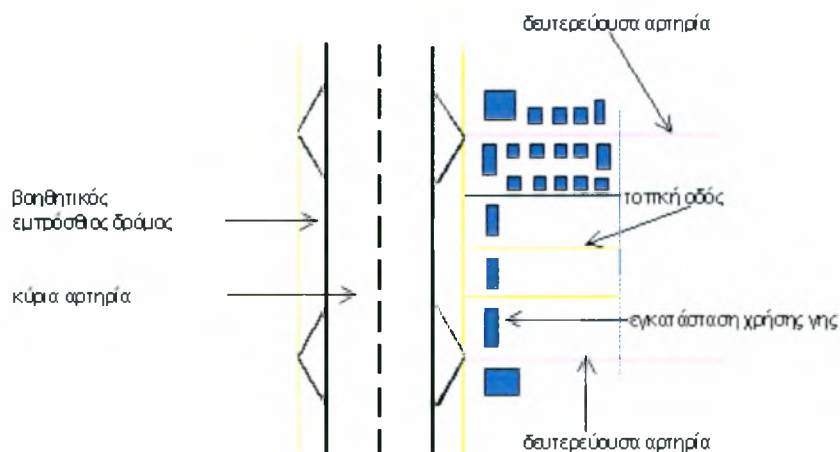 δευτερεύουσα αρτηρία
βοηθητικός
εμπρόσθιος δρόμος
τοπική οδός
κύρια αρτηρία
εγκατάσταση χρήσης γης
δευτερεύουσα αρτηρία